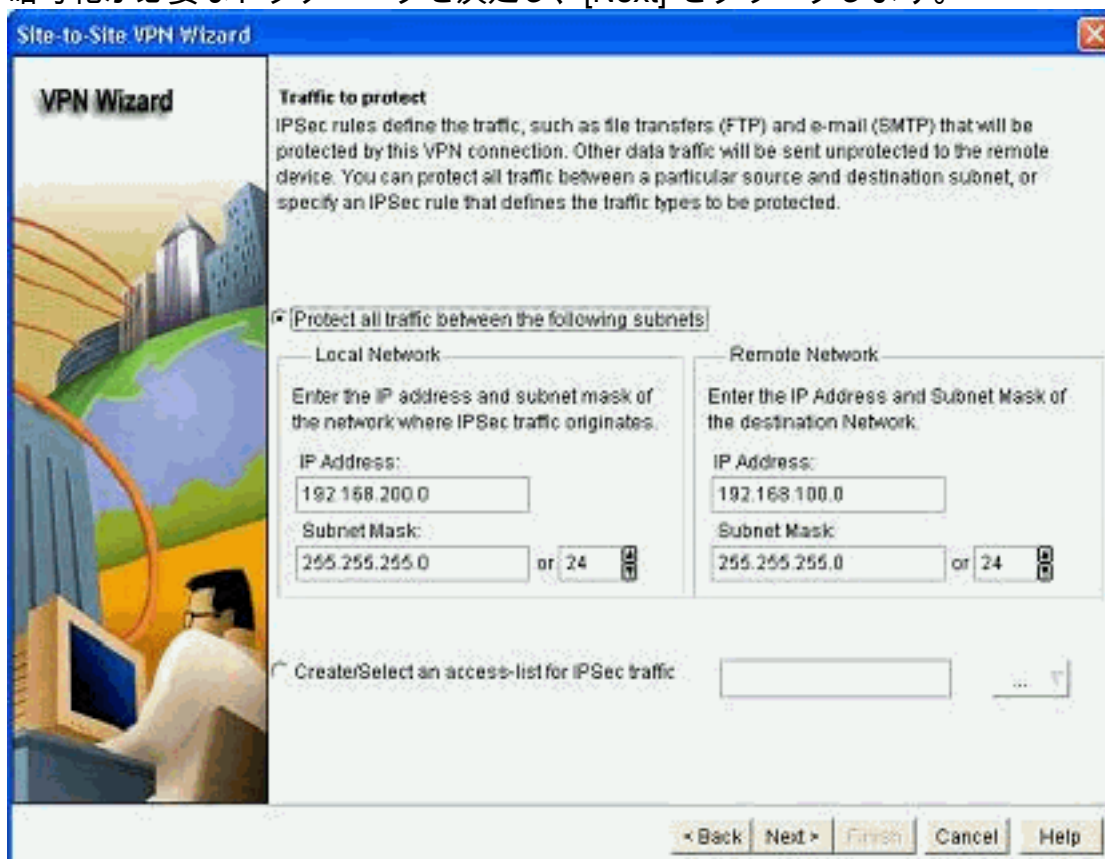 [Next]
Site-to-Site VPN Wizard
VPN Wizard
Traffic to protect
IPSec rules define the traffic, such as file transfers (FTP) and e-mail (SMTP) that will be
protected by this VPN connection. Other data traffic will be sent unprotected to the remote
device. You can protect all traffic between a particular source and destination subnet, or
specify an IPSec rule that defines the traffic types to be protected.
Protect all traffic between the following subnets
Local Network
Enter the IP address and subnet mask of
the network where IPSec traffic originates.
IP Address:
192.168.200.0
Subnet Mask:
255.255.255.0 or 24
Remote Network
Enter the IP Address and Subnet Mask of
the destination Network.
IP Address:
192.168.100.0
Subnet Mask:
255.255.255.0 or 24
Create/Select an access-list for IPSec traffic
...
< Back Next > Finish Cancel Help